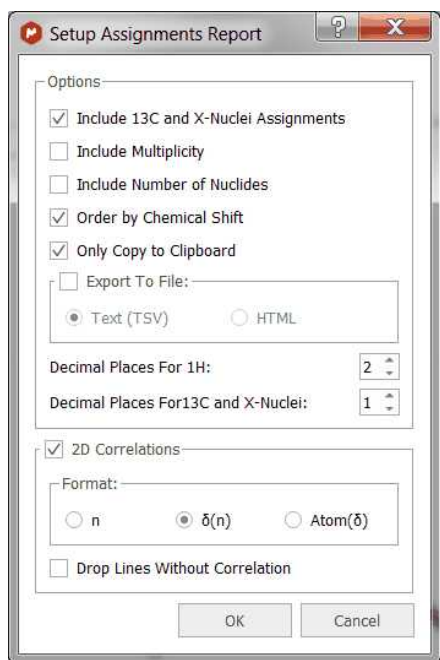 Setup Assignments Report
Options
Include 13C and X-Nuclei Assignments
Include Multiplicity
Include Number of Nuclides
Order by Chemical Shift
Only Copy to Clipboard
Export To File:
Text (TSV) HTML
Decimal Places For 1H: 2
Decimal Places For13C and X-Nuclei: 1
2D Correlations
Format:
n δ(n) Atom(δ)
Drop Lines Without Correlation
OK Cancel